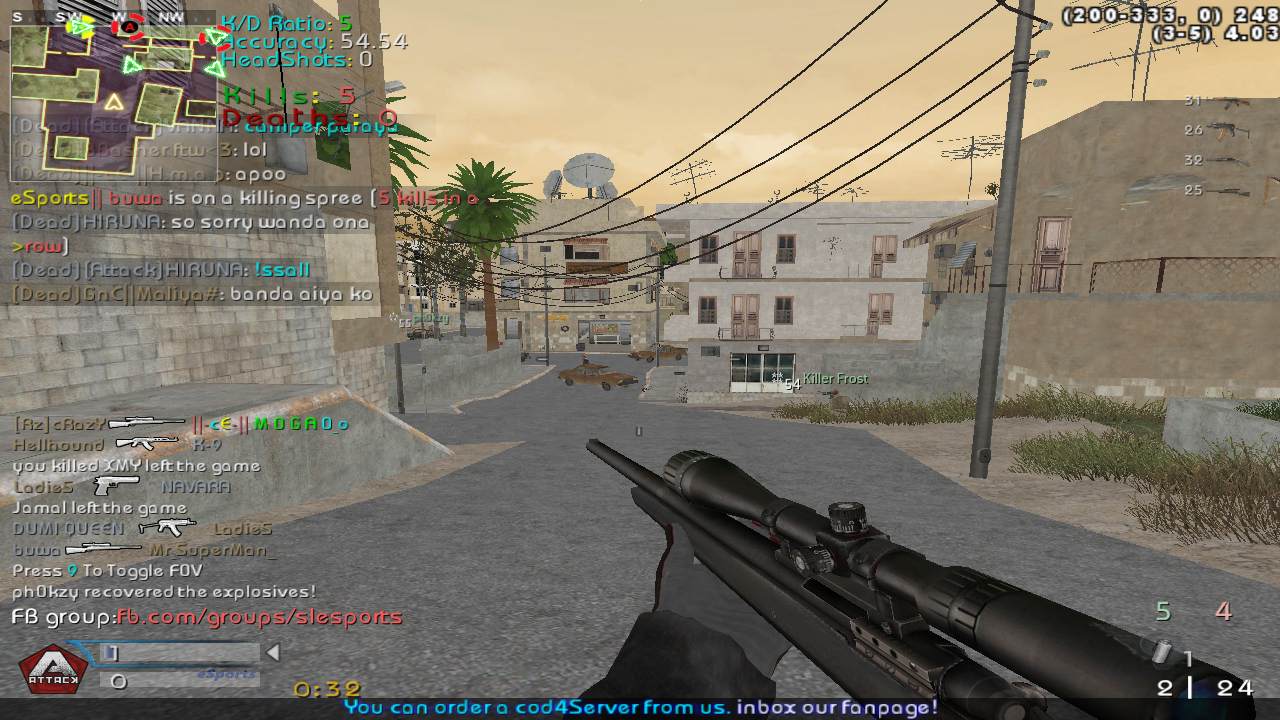 S SW W NW
K/D Ratio: 5
Accuracy: 54.54
HeadShots: 0
Kills: 5
Deaths: 0
(200-333, 0) 248
(3-5) 4.03
31
26
32
25
: lol
: apoo
eSports|| buwa is on a killing spree [5 kills in a
[Dead]HIRUNA: so sorry wanda ona
>row]
[Dead][Attack]HIRUNA: !ssall
[Dead]GnC||Maliya#: banda aiya ko
54 Killer Frost
[Rz]cRazY ||-c€-|| MOGAO_o
Hellhound K-9
you killed XMY left the game
LadieS NAVARA
Jamal left the game
DUMI QUEEN LadieS
buwa Mr.SuperMan_
Press 9 To Toggle FOV
ph0kzy recovered the explosives!
FB group:fb.com/groups/slesports
5 4
1
2 | 24
ATTACK
0
eSports
0:32
You can order a cod4Server from us. inbox our fanpage!